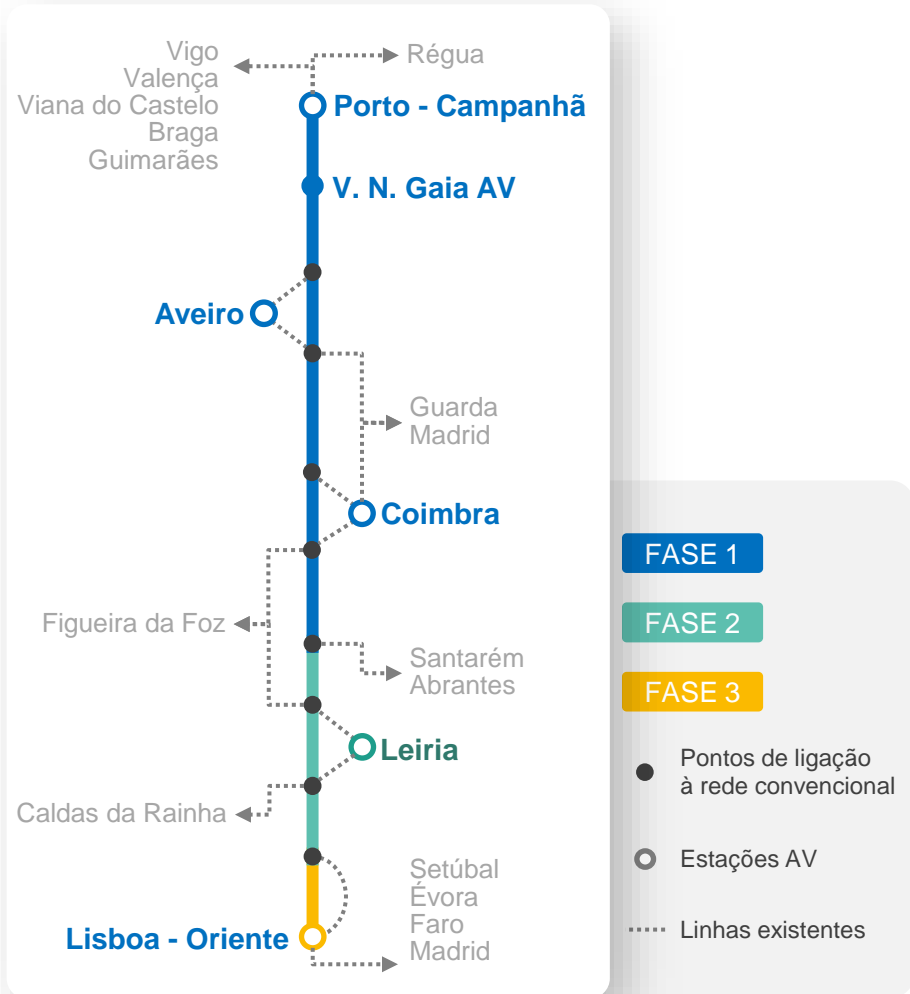 Vigo
Valença
Viana do Castelo
Braga
Guimarães
Régua
Porto - Campanhã
V. N. Gaia AV
Aveiro
Guarda
Madrid
Coimbra
Figueira da Foz
Santarém
Abrantes
Leiria
Caldas da Rainha
Setúbal
Évora
Faro
Madrid
Lisboa - Oriente
FASE 1
FASE 2
FASE 3
Pontos de ligação
à rede convencional
Estações AV
Linhas existentes